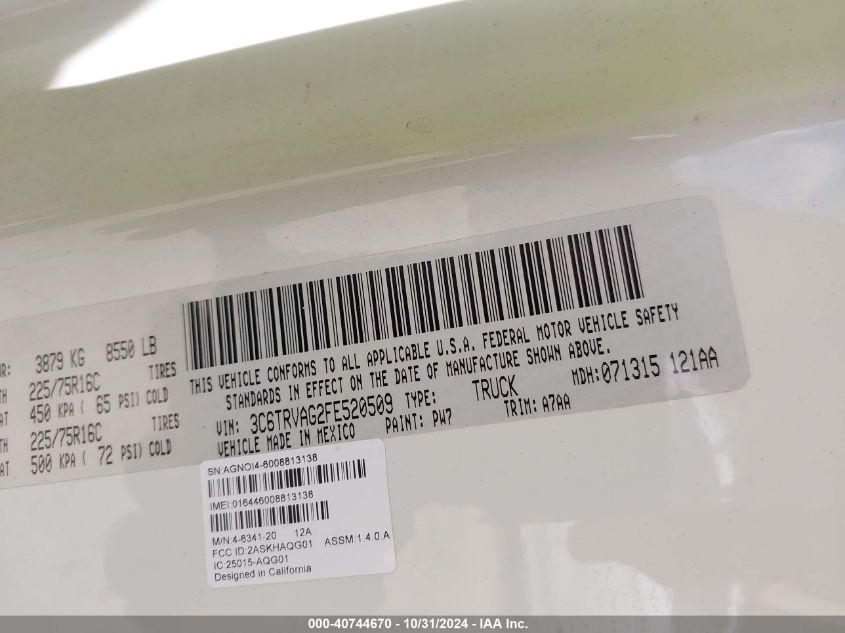 R: 3879 KG 8550 LB
TH 225/75R16C TIRES
AT 450 KPA ( 65 PSI) COLD
TH 225/75R16C TIRES
AT 500 KPA ( 72 PSI) COLD
THIS VEHICLE CONFORMS TO ALL APPLICABLE U.S.A. FEDERAL MOTOR VEHICLE SAFETY
STANDARDS IN EFFECT ON THE DATE OF MANUFACTURE SHOWN ABOVE.
VIN: 3C6TRVAG2FE520509 TYPE: TRUCK MDH:071315 121AA
VEHICLE MADE IN MEXICO PAINT: PW7 TRIM: A7AA
SN:AGNOI4-6008813138
IMEI:016446008813138
M/N:4-6341-20 12A
FCC ID:2ASKHAQG01 ASSM:1.4.0.A
IC:25015-AQG01
Designed in California
000-40744670 - 10/31/2024 - IAA Inc.